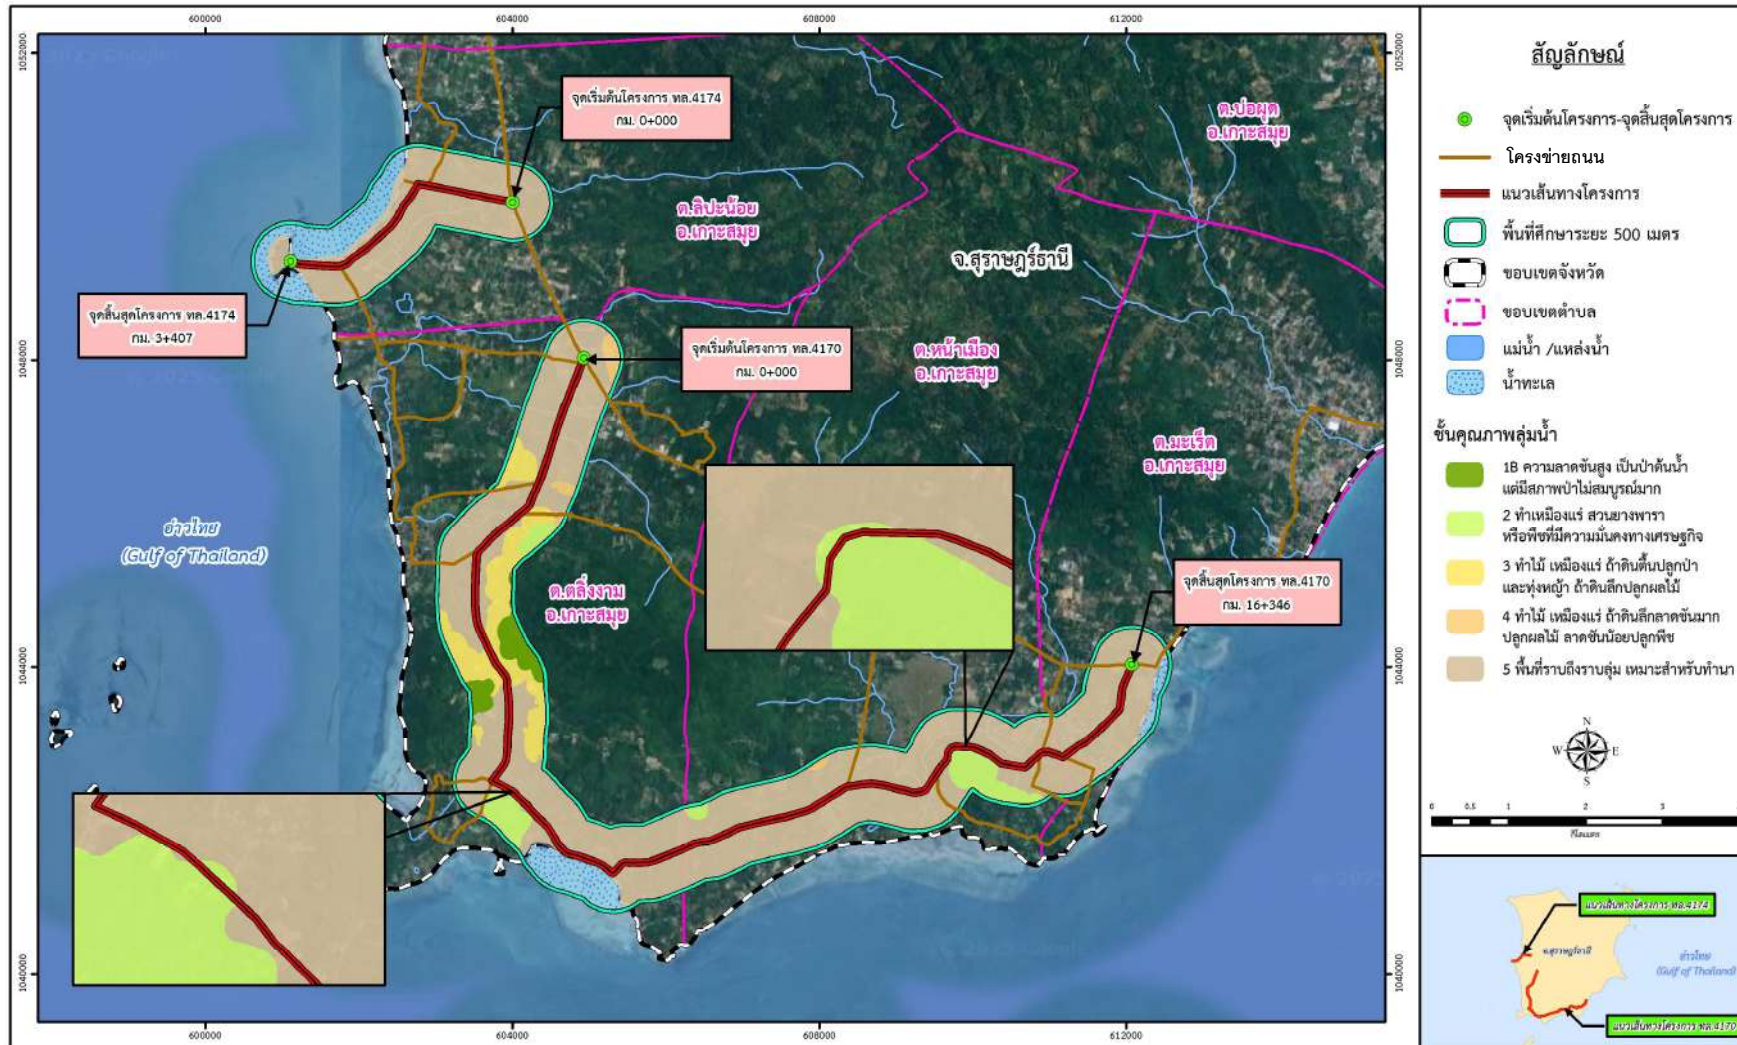 600000
604000
608000
612000
1052000
1048000
1044000
1040000
1052000
1048000
1044000
1040000
600000
604000
608000
612000
จุดเริ่มต้นโครงการ ทล.4174
กม. 0+000
จุดสิ้นสุดโครงการ ทล.4174
กม. 3+407
จุดเริ่มต้นโครงการ ทล.4170
กม. 0+000
จุดสิ้นสุดโครงการ ทล.4170
กม. 16+346
ต.บ่อผุด
อ.เกาะสมุย
ต.ลิปะน้อย
อ.เกาะสมุย
จ.สุราษฎร์ธานี
ต.หน้าเมือง
อ.เกาะสมุย
ต.มะเร็ต
อ.เกาะสมุย
ต.ตลิ่งงาม
อ.เกาะสมุย
อ่าวไทย
(Gulf of Thailand)
สัญลักษณ์
จุดเริ่มต้นโครงการ-จุดสิ้นสุดโครงการ
โครงข่ายถนน
แนวเส้นทางโครงการ
พื้นที่ศึกษาระยะ 500 เมตร
ขอบเขตจังหวัด
ขอบเขตตำบล
แม่น้ำ /แหล่งน้ำ
น้ำทะเล
ชั้นคุณภาพลุ่มน้ำ
1B ความลาดชันสูง เป็นป่าต้นน้ำ
แต่มีสภาพป่าไม่สมบูรณ์มาก
2 ทำเหมืองแร่ สวนยางพารา
หรือพืชที่มีความมั่นคงทางเศรษฐกิจ
3 ทำไม้ เหมืองแร่ ถ้าดินตื้นปลูกป่า
และทุ่งหญ้า ถ้าดินลึกปลูกผลไม้
4 ทำไม้ เหมืองแร่ ถ้าดินลึกลาดชันมาก
ปลูกผลไม้ ลาดชันน้อยปลูกพืช
5 พื้นที่ราบถึงราบลุ่ม เหมาะสำหรับทำนา
N
W E
S
0 0.5 1 2 3
กิโลเมตร
แนวเส้นทางโครงการ ทล.4174
จ.สุราษฎร์ธานี
อ่าวไทย
(Gulf of Thailand)
แนวเส้นทางโครงการ ทล.4170